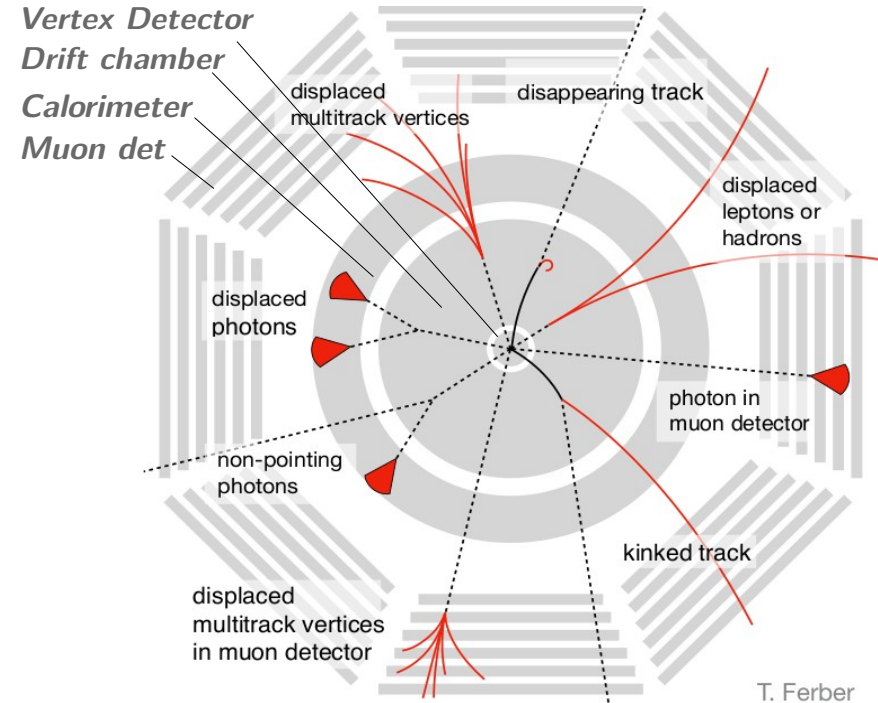 Vertex Detector
Drift chamber
Calorimeter
Muon det
displaced
multitrack vertices
disappearing track
displaced
leptons or
hadrons
displaced
photons
photon in
muon detector
non-pointing
photons
kinked track
displaced
multitrack vertices
in muon detector
T. Ferber